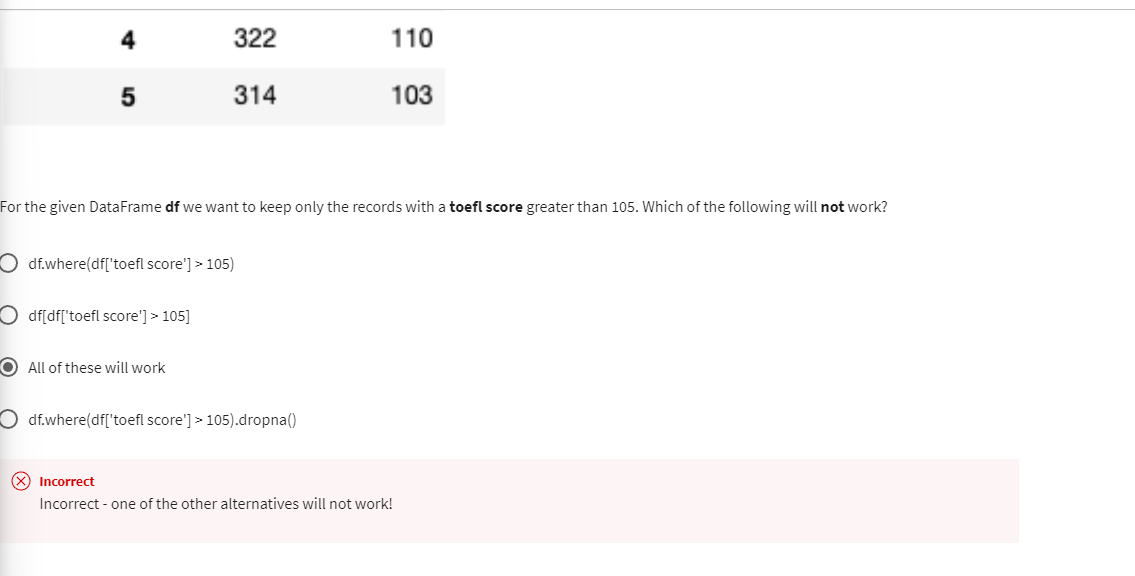 4 322 110
5 314 103
For the given DataFrame df we want to keep only the records with a toefl score greater than 105. Which of the following will not work?
df.where(df['toefl score'] > 105)
df[df['toefl score'] > 105]
All of these will work
df.where(df['toefl score'] > 105).dropna()
Incorrect
Incorrect - one of the other alternatives will not work!